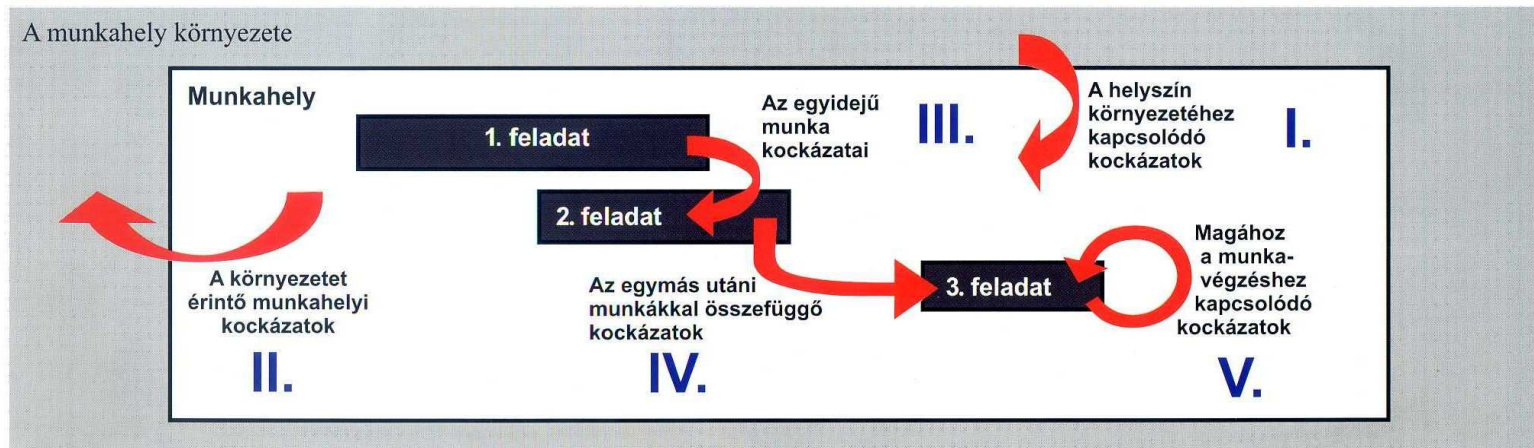 A munkahely környezete
Munkahely
1. feladat
Az egyidejű
munka
kockázatai
III.
A helyszín
környezetéhez
kapcsolódó
kockázatok
I.
2. feladat
A környezetet
érintő munkahelyi
kockázatok
II.
Az egymás utáni
munkákkal összefüggő
kockázatok
IV.
3. feladat
Magához
a munka-
végzéshez
kapcsolódó
kockázatok
V.